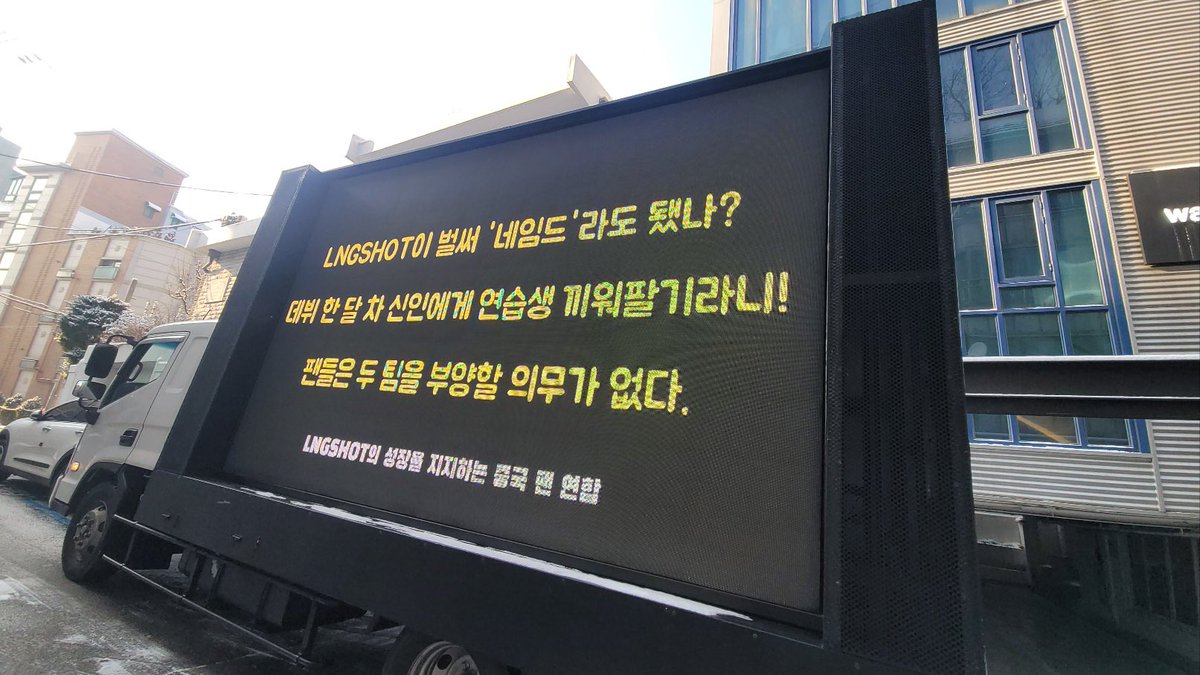 LNGSHOT이 벌써 '네임드'라도 됐나?
데뷔 한 달 차 신인에게 연습생 끼워팔기라니!
팬들은 두 팀을 부양할 의무가 없다.
LNGSHOT의 성장을 지지하는 중국 팬 연합
wa